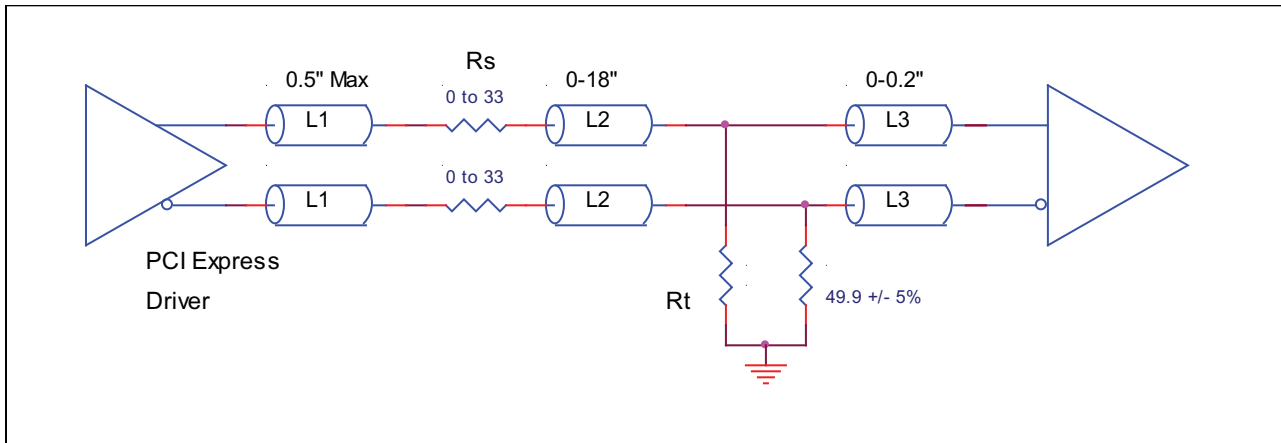 Rs
0.5" Max
0-18"
0-0.2"
0 to 33
L1
L2
L3
0 to 33
L1
L2
L3
PCI Express
Driver
Rt
49.9 +/- 5%